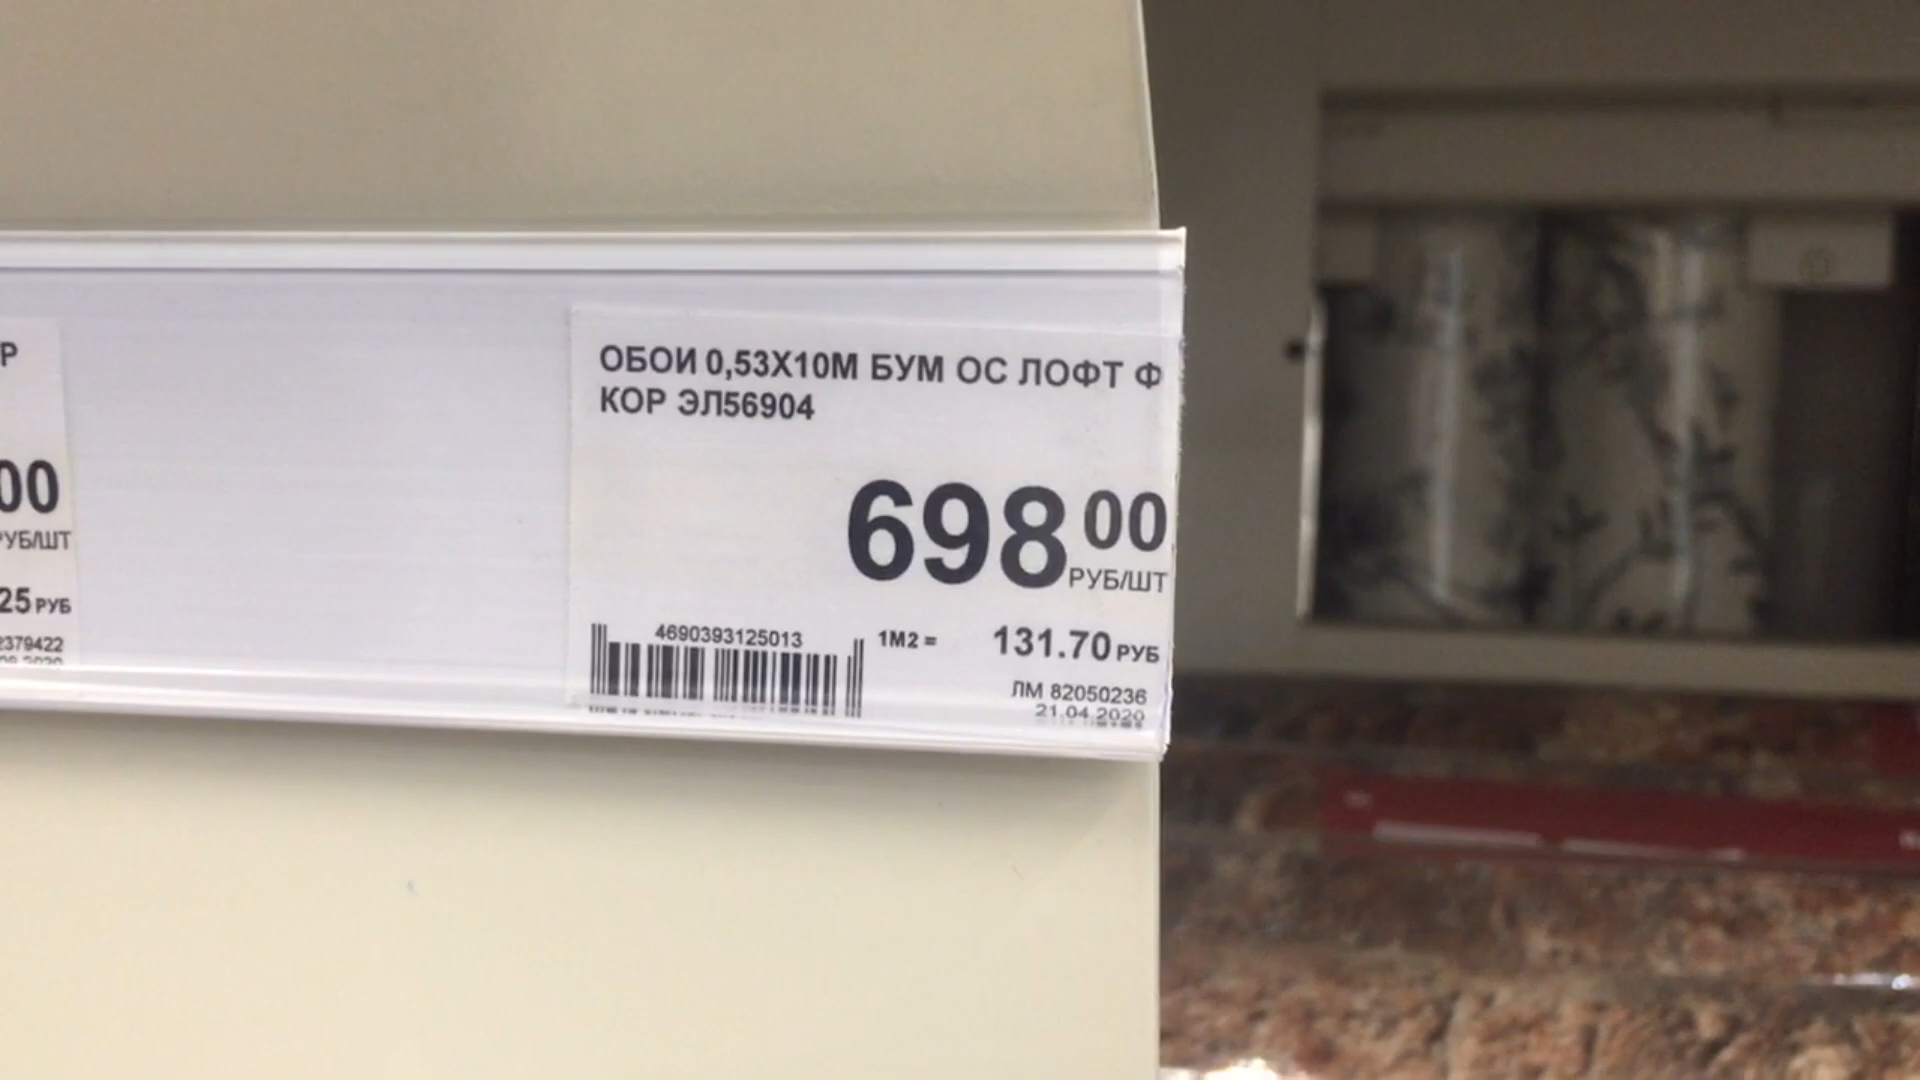 Р
00
РУБ/ШТ
25 РУБ
2379422
ОБОИ 0,53Х10М БУМ ОС ЛОФТ Ф
КОР ЭЛ56904
698 00
РУБ/ШТ
4690393125013
1М2 = 131.70 РУБ
ЛМ 82050236
21.04.2020